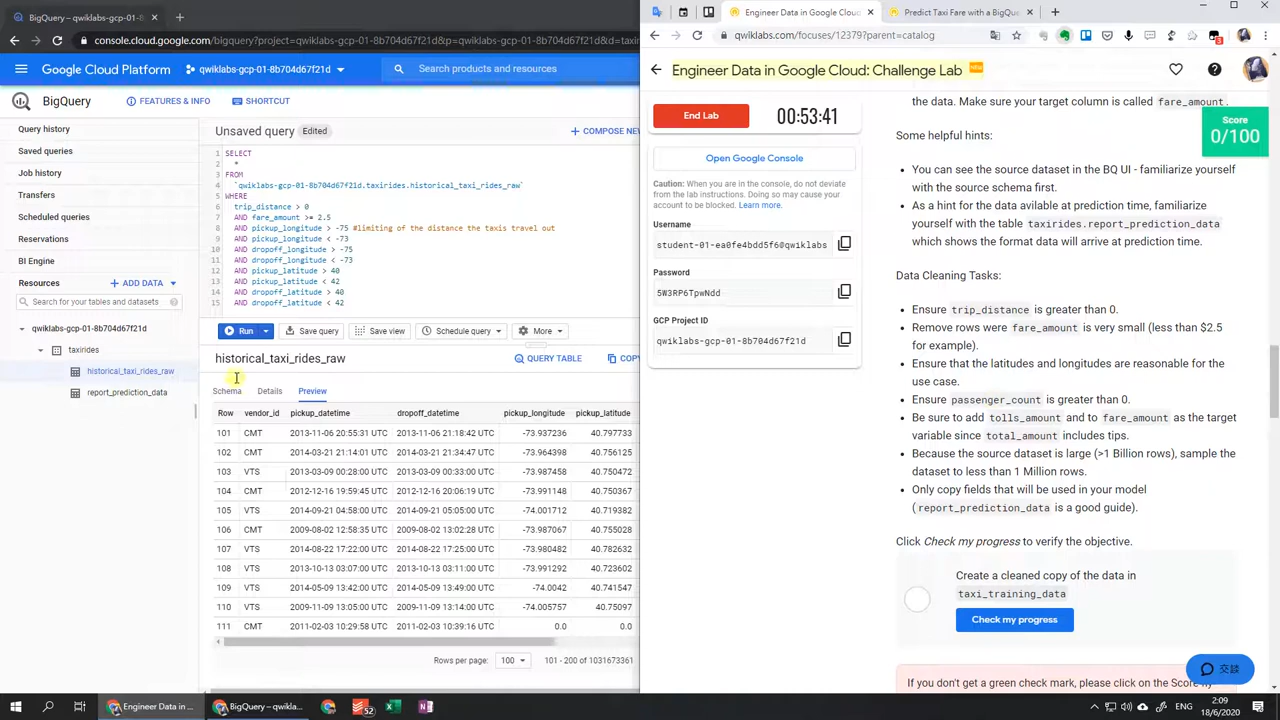 BigQuery – qwiklabs-gcp-01-8b
Engineer Data in Google Cloud:
Predict Taxi Fare with a BigQuer
console.cloud.google.com/bigquery?project=qwiklabs-gcp-01-8b704d67f21d&d=taxir
qwiklabs.com/focuses/12379?parent=catalog
Google Cloud Platform
qwiklabs-gcp-01-8b704d67f21d
Search products and resources
Engineer Data in Google Cloud: Challenge Lab
BigQuery
FEATURES & INFO
SHORTCUT
Query history
Saved queries
Job history
Transfers
Scheduled queries
Reservations
BI Engine
Resources
ADD DATA
Search for your tables and datasets
qwiklabs-gcp-01-8b704d67f21d
taxirides
historical_taxi_rides_raw
report_prediction_data
Unsaved query Edited
COMPOSE NEW
1 SELECT
2 *
3 FROM
4 `qwiklabs-gcp-01-8b704d67f21d.taxirides.historical_taxi_rides_raw`
5 WHERE
6 trip_distance > 0
7 AND fare_amount >= 2.5
8 AND pickup_longitude > -75 #limiting of the distance the taxis travel out
9 AND pickup_longitude < -73
10 AND dropoff_longitude > -75
11 AND dropoff_longitude < -73
12 AND pickup_latitude > 40
13 AND pickup_latitude < 42
14 AND dropoff_latitude > 40
15 AND dropoff_latitude < 42
Run
Save query
Save view
Schedule query
More
historical_taxi_rides_raw
QUERY TABLE
COPY
Schema Details Preview
Row vendor_id pickup_datetime dropoff_datetime pickup_longitude pickup_latitude
101 CMT 2013-11-06 20:55:31 UTC 2013-11-06 21:18:42 UTC -73.937236 40.797733
102 CMT 2014-03-21 21:14:01 UTC 2014-03-21 21:34:47 UTC -73.964398 40.756125
103 VTS 2013-03-09 00:28:00 UTC 2013-03-09 00:33:00 UTC -73.987458 40.750472
104 CMT 2012-12-16 19:59:45 UTC 2012-12-16 20:06:19 UTC -73.991148 40.750367
105 VTS 2014-09-21 04:58:00 UTC 2014-09-21 05:05:00 UTC -74.001712 40.719382
106 CMT 2009-08-02 12:58:35 UTC 2009-08-02 13:02:28 UTC -73.987067 40.755028
107 VTS 2014-08-22 17:22:00 UTC 2014-08-22 17:25:00 UTC -73.980482 40.782632
108 CMT 2013-10-13 03:07:00 UTC 2013-10-13 03:11:00 UTC -73.991292 40.723602
109 VTS 2014-05-09 13:42:00 UTC 2014-05-09 13:49:00 UTC -74.0042 40.741547
110 VTS 2009-11-09 13:05:00 UTC 2009-11-09 13:14:00 UTC -74.005757 40.75097
111 CMT 2011-02-03 10:29:58 UTC 2011-02-03 10:39:16 UTC 0.0 0.0
Rows per page: 100 101 - 200 of 1031673361
End Lab
00:53:41
Open Google Console
Caution: When you are in the console, do not deviate
from the lab instructions. Doing so may cause your
account to be blocked. Learn more.
Username
student-01-ea0fe4bdd5f6@qwiklabs
Password
5W3RP6TpwNdd
GCP Project ID
qwiklabs-gcp-01-8b704d67f21d
the data. Make sure your target column is called fare_amount.
Score
0/100
Some helpful hints:
You can see the source dataset in the BQ UI - familiarize yourself
with the source schema first.
As a hint for the data avilable at prediction time, familiarize
yourself with the table taxirides.report_prediction_data
which shows the format data will arrive at prediction time.
Data Cleaning Tasks:
Ensure trip_distance is greater than 0.
Remove rows were fare_amount is very small (less than $2.5
for example).
Ensure that the latitudes and longitudes are reasonable for the
use case.
Ensure passenger_count is greater than 0.
Be sure to add tolls_amount and to fare_amount as the target
variable since total_amount includes tips.
Because the source dataset is large (>1 Billion rows), sample the
dataset to less than 1 Million rows.
Only copy fields that will be used in your model
(report_prediction_data is a good guide).
Click Check my progress to verify the objective.
Create a cleaned copy of the data in
taxi_training_data
Check my progress
If you don't get a green check mark, please click on the Score
交談
Engineer Data in ...
BigQuery – qwikla...
52
ENG
2:09
18/6/2020